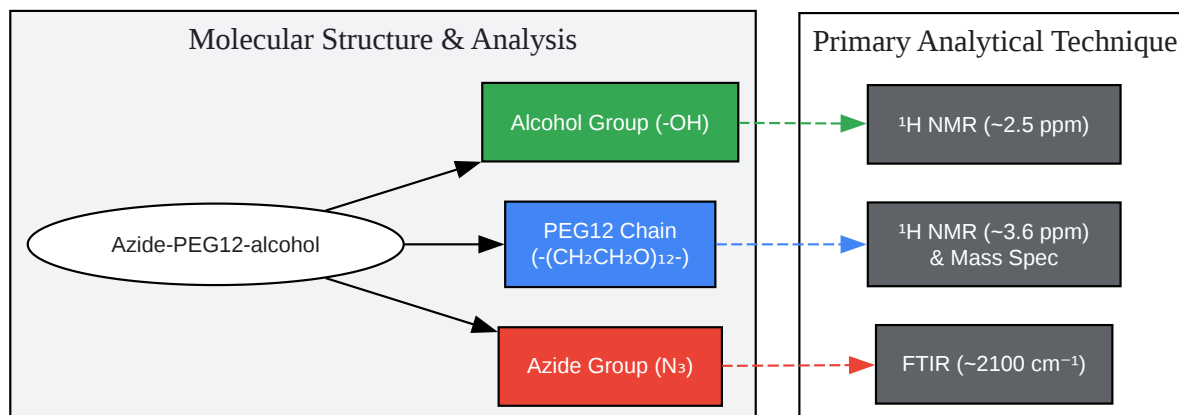 Molecular Structure & Analysis
Primary Analytical Technique
Alcohol Group (-OH)
¹H NMR (~2.5 ppm)
Azide-PEG12-alcohol
PEG12 Chain
(-(CH₂CH₂O)₁₂-)
¹H NMR (~3.6 ppm)
& Mass Spec
Azide Group (N₃)
FTIR (~2100 cm⁻¹)